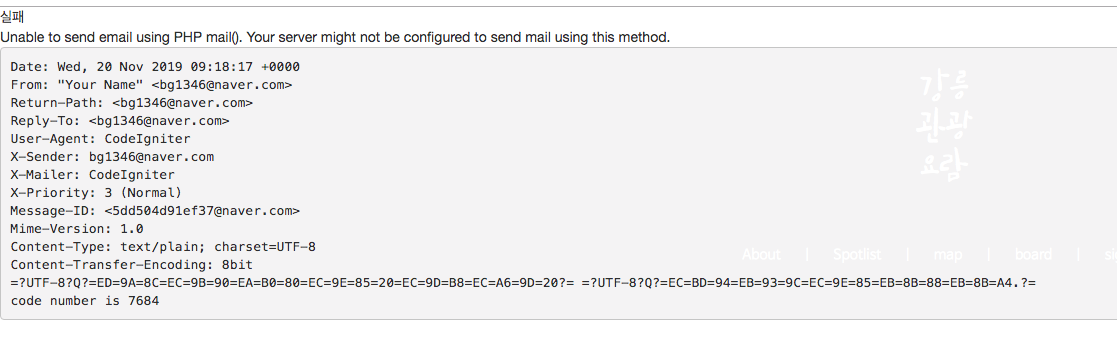 실패
Unable to send email using PHP mail(). Your server might not be configured to send mail using this method.
Date: Wed, 20 Nov 2019 09:18:17 +0000
From: "Your Name" <bg1346@naver.com>
Return-Path: <bg1346@naver.com>
Reply-To: <bg1346@naver.com>
User-Agent: CodeIgniter
X-Sender: bg1346@naver.com
X-Mailer: CodeIgniter
X-Priority: 3 (Normal)
Message-ID: <5dd504d91ef37@naver.com>
Mime-Version: 1.0
Content-Type: text/plain; charset=UTF-8
Content-Transfer-Encoding: 8bit
=?UTF-8?Q?=ED=9A=8C=EC=9B=90=EA=B0=80=EC=9E=85=20=EC=9D=B8=EC=A6=9D=20?= =?UTF-8?Q?=EC=BD=94=EB=93=9C=EC=9E=85=EB=8B=88=EB=8B=A4.?=
code number is 7684
강릉
관광
요람
About | Spotlist | map | board |